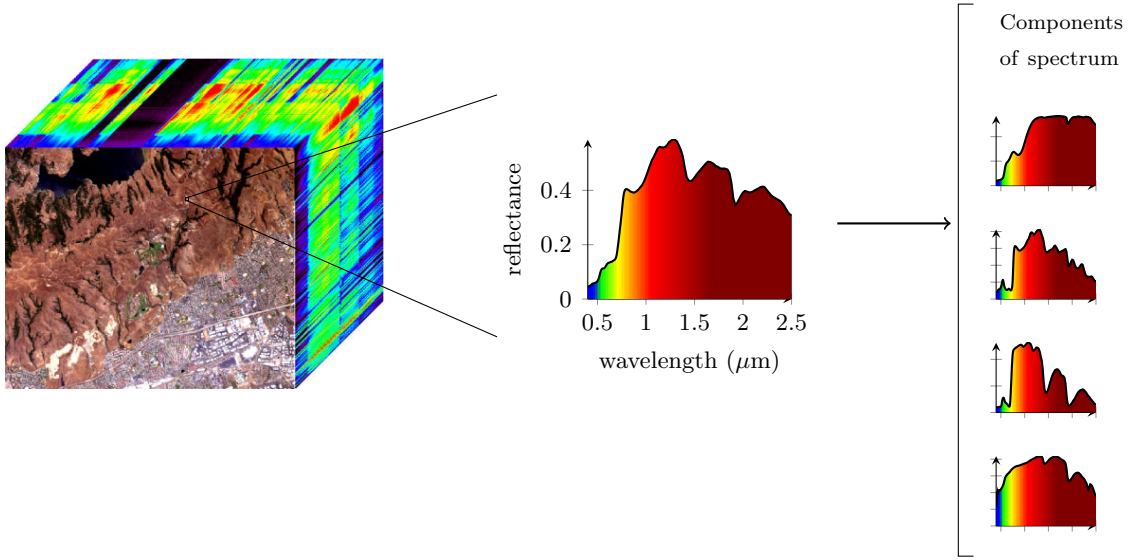 Components
of spectrum
reflectance
0.4
0.2
0
0.5 1 1.5 2 2.5
wavelength (μm)